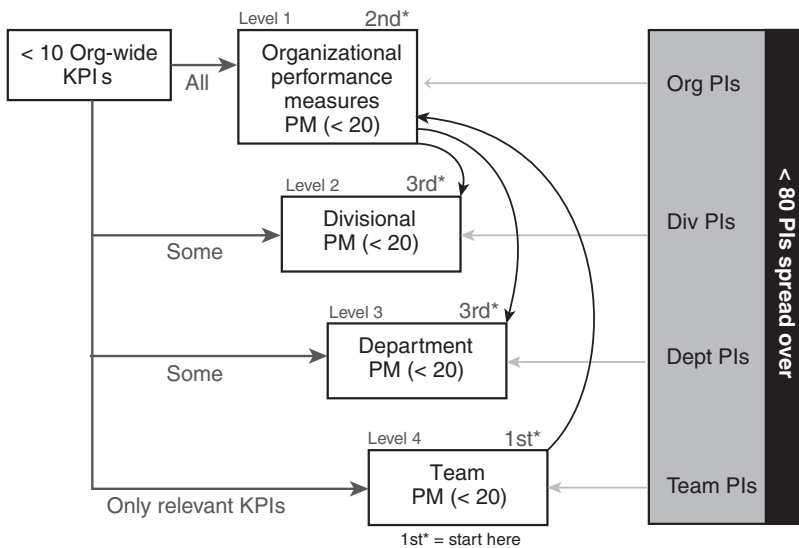 Level 1
2nd*
< 10 Org-wide
KPIs
All
Organizational
performance
measures
PM (< 20)
Org PIs
Level 2
3rd*
Some
Divisional
PM (< 20)
Div PIs
Level 3
3rd*
Some
Department
PM (< 20)
Dept PIs
Level 4
1st*
Only relevant KPIs
Team
PM (< 20)
Team PIs
< 80 PIs spread over
1st* = start here